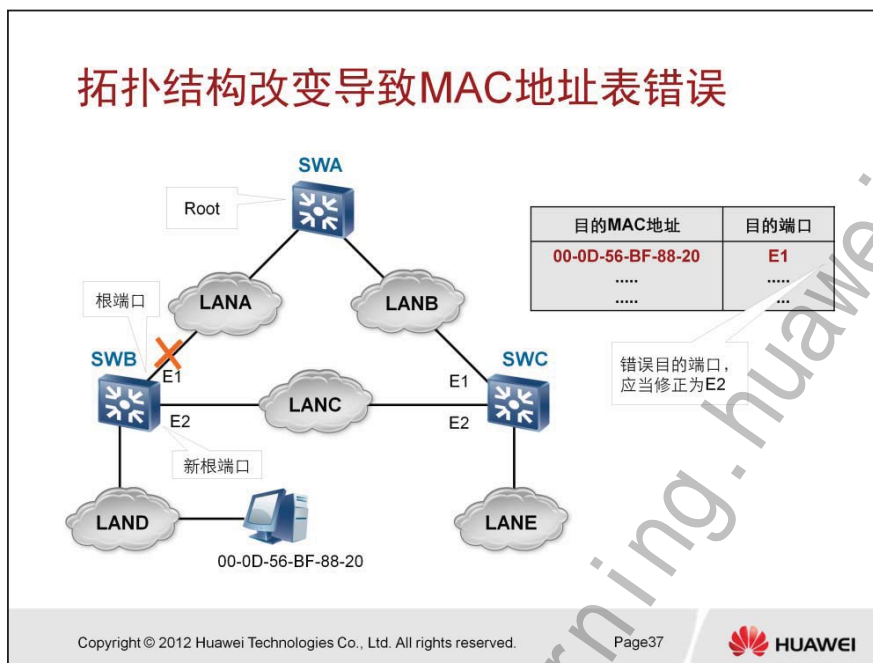 拓扑结构改变导致MAC地址表错误
SWA
Root
目的MAC地址 目的端口
00-0D-56-BF-88-20 E1
..... .....
..... ...
根端口
LANA
LANB
错误目的端口，
应当修正为E2
SWB
SWC
E1
E1
LANC
E2
E2
新根端口
LAND
LANE
00-0D-56-BF-88-20
Copyright © 2012 Huawei Technologies Co., Ltd. All rights reserved.
Page37
HUAWEI
rning.huawei.